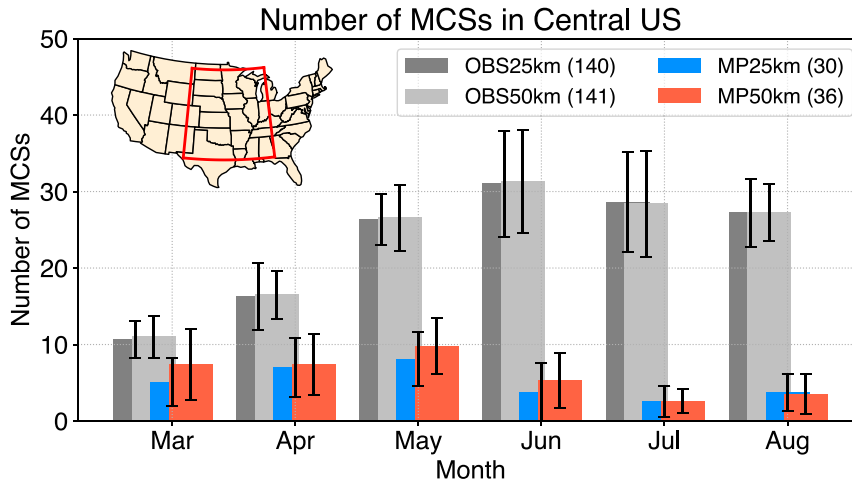 Number of MCSs in Central US
OBS25km (140)
OBS50km (141)
MP25km (30)
MP50km (36)
Number of MCSs
50
40
30
20
10
0
Mar
Apr
May
Jun
Jul
Aug
Month